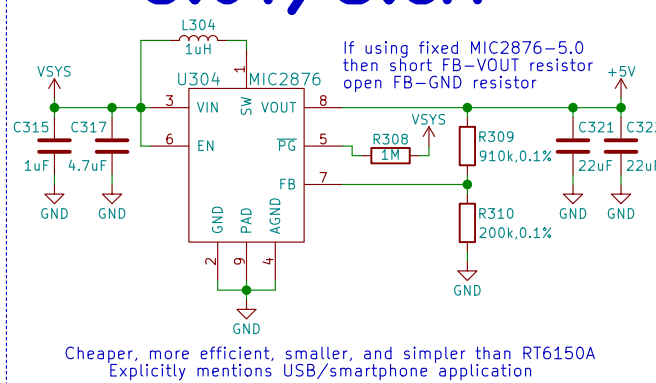 L304
1uH
If using fixed MIC2876-5.0
then short FB-VOUT resistor
open FB-GND resistor
VSYS
+5V
U304
MIC2876
1
SW
3
VIN
VOUT
8
C315
1uF
C317
4.7uF
6
EN
PG
5
R308
1M
VSYS
R309
910k,0.1%
C321
22uF
C322
22uF
FB
7
GND
GND
R310
200k,0.1%
GND
GND
GND
PAD
AGND
2
9
4
GND
GND
Cheaper, more efficient, smaller, and simpler than RT6150A
Explicitly mentions USB/smartphone application